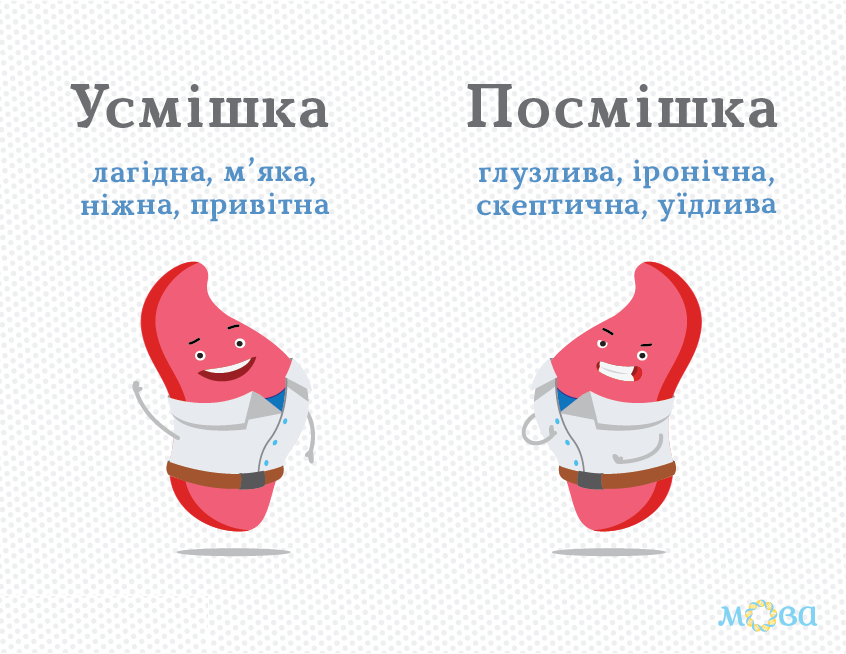 Усмішка
лагідна, м’яка,
ніжна, привітна
Посмішка
глузлива, іронічна,
скептична, уїдлива
мова